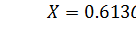 X = 0.613